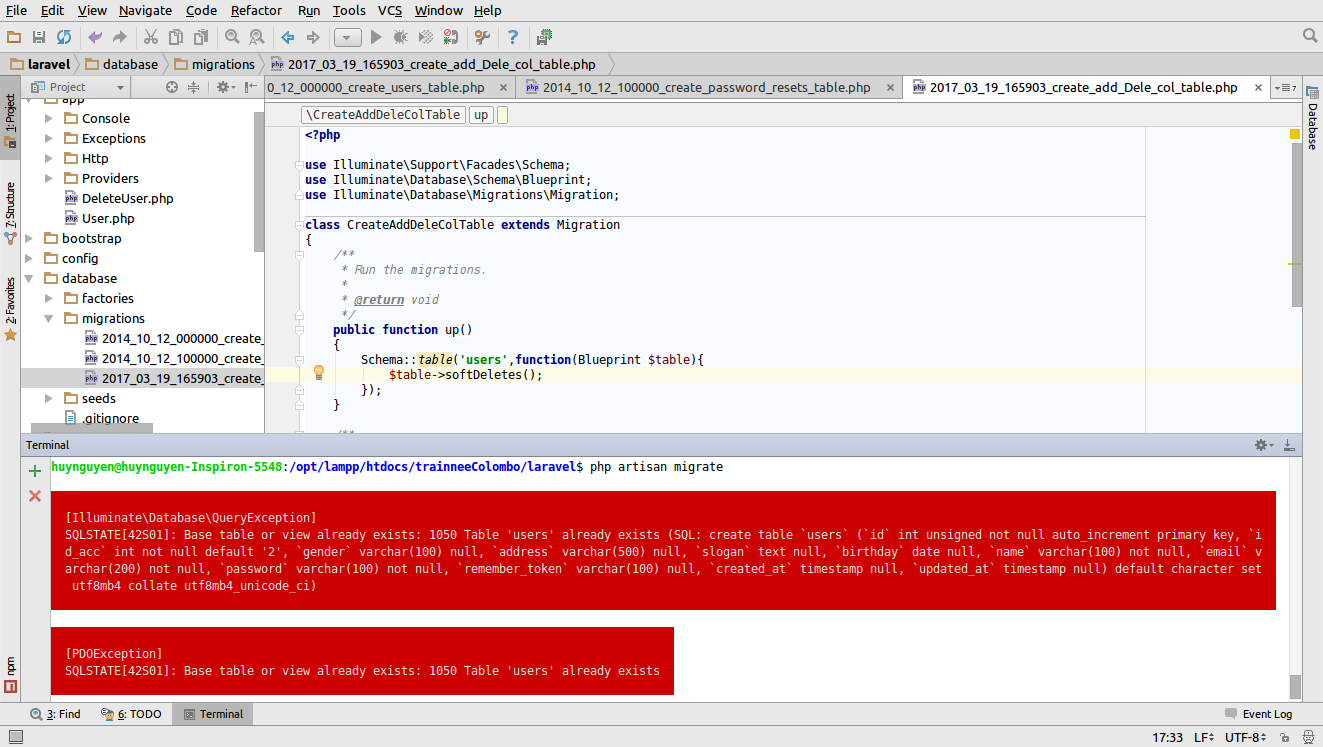 File Edit View Navigate Code Refactor Run Tools VCS Window Help
laravel database migrations 2017_03_19_165903_create_add_Dele_col_table.php
Project
0_12_000000_create_users_table.php 2014_10_12_100000_create_password_resets_table.php 2017_03_19_165903_create_add_Dele_col_table.php 7
1: Project
7: Structure
2: Favorites
npm
Database
app
Console
Exceptions
Http
Providers
DeleteUser.php
User.php
bootstrap
config
database
factories
migrations
2014_10_12_000000_create_
2014_10_12_100000_create_
2017_03_19_165903_create_
seeds
.gitignore
\CreateAddDeleColTable up
<?php
use Illuminate\Support\Facades\Schema;
use Illuminate\Database\Schema\Blueprint;
use Illuminate\Database\Migrations\Migration;
class CreateAddDeleColTable extends Migration
{
/**
* Run the migrations.
*
* @return void
*/
public function up()
{
Schema::table('users',function(Blueprint $table){
$table->softDeletes();
});
}
/**
Terminal
huynguyen@huynguyen-Inspiron-5548:/opt/lampp/htdocs/trainneeColombo/laravel$ php artisan migrate
[Illuminate\Database\QueryException]
SQLSTATE[42S01]: Base table or view already exists: 1050 Table 'users' already exists (SQL: create table `users` (`id` int unsigned not null auto_increment primary key, `i
d_acc` int not null default '2', `gender` varchar(100) null, `address` varchar(500) null, `slogan` text null, `birthday` date null, `name` varchar(100) not null, `email` v
archar(200) not null, `password` varchar(100) not null, `remember_token` varchar(100) null, `created_at` timestamp null, `updated_at` timestamp null) default character set
utf8mb4 collate utf8mb4_unicode_ci)
[PDOException]
SQLSTATE[42S01]: Base table or view already exists: 1050 Table 'users' already exists
3: Find 6: TODO Terminal Event Log
17:33 LF UTF-8